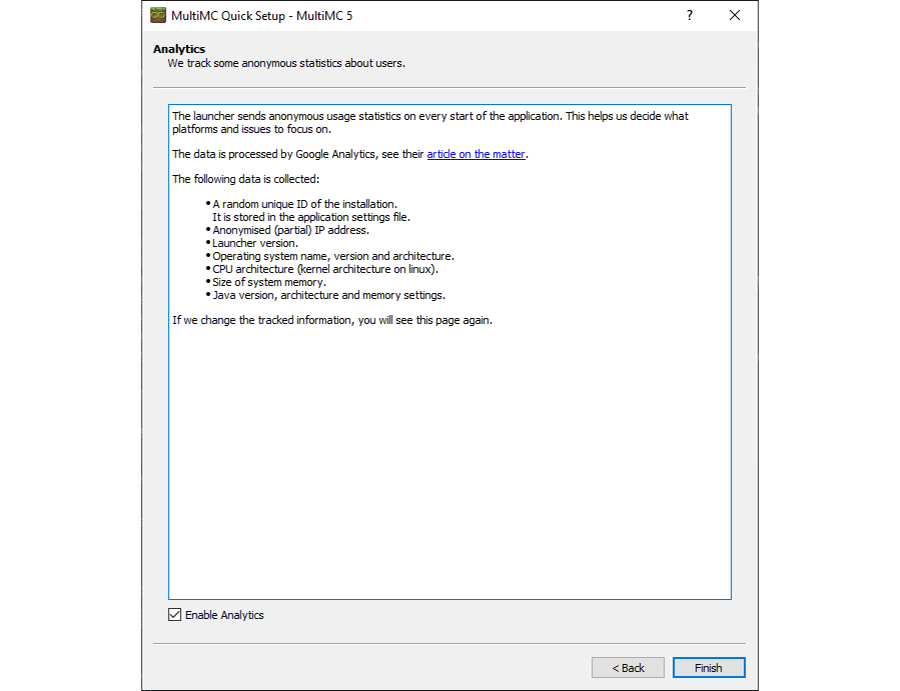 MultiMC Quick Setup - MultiMC 5
?
Analytics
We track some anonymous statistics about users.
The launcher sends anonymous usage statistics on every start of the application. This helps us decide what
platforms and issues to focus on.
The data is processed by Google Analytics, see their article on the matter.
The following data is collected:
• A random unique ID of the installation.
It is stored in the application settings file.
• Anonymised (partial) IP address.
• Launcher version.
• Operating system name, version and architecture.
• CPU architecture (kernel architecture on linux).
• Size of system memory.
• Java version, architecture and memory settings.
If we change the tracked information, you will see this page again.
Enable Analytics
< Back
Finish